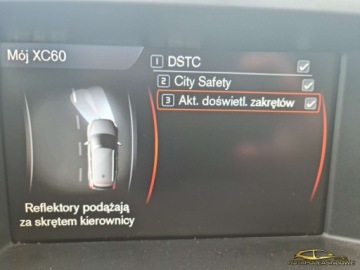 Mój XC60
1 DSTC
2 City Safety
3 Akt. doświetl. zakrętów
Reflektory podążają
za skrętem kierownicy